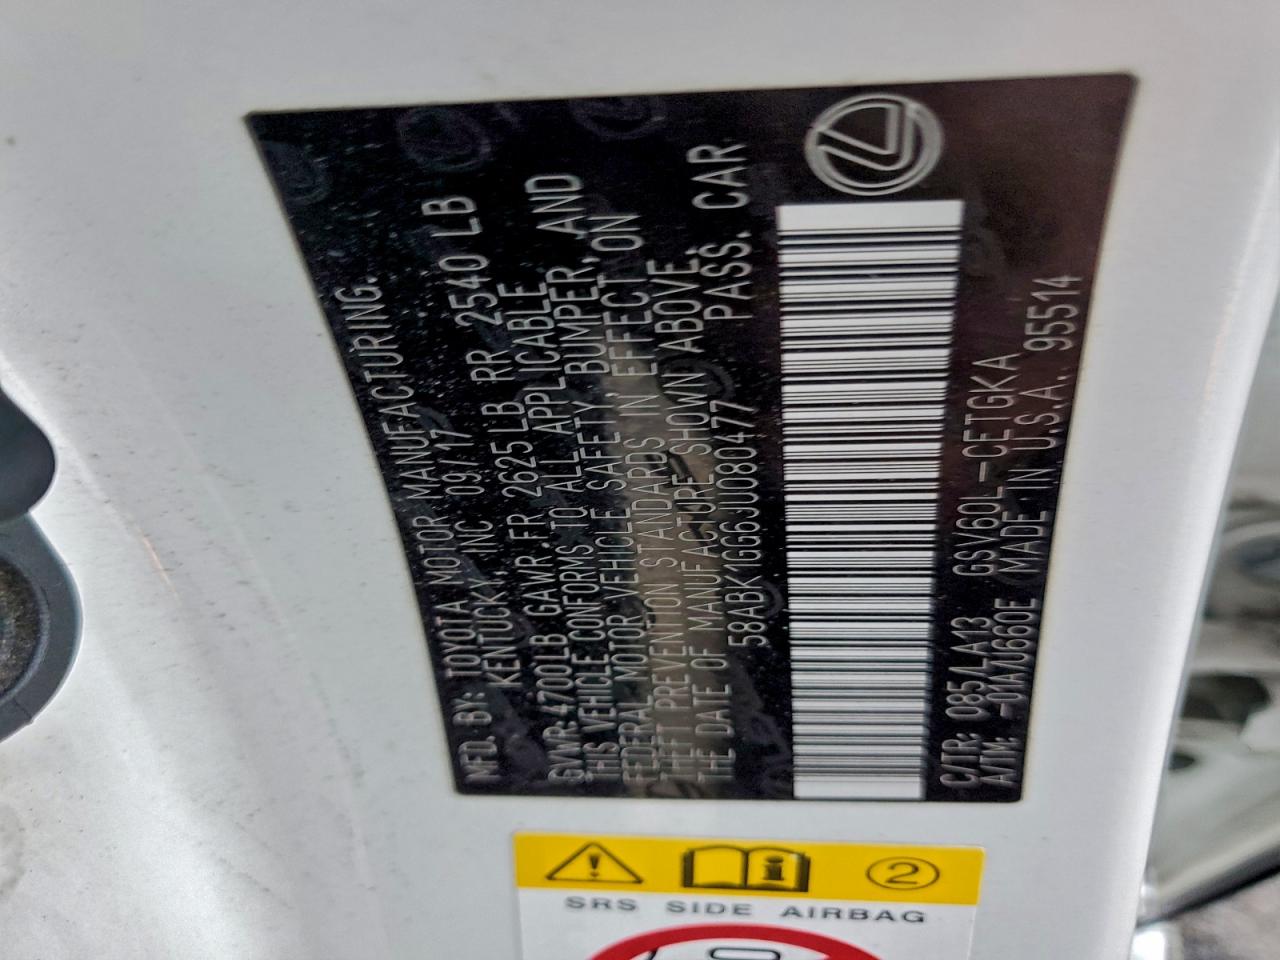 MFD. BY: TOYOTA MOTOR MANUFACTURING.
KENTUCKY, INC 09/17
GVWR 4700LB GAWR FR 2625LB RR 2540 LB
THIS VEHICLE CONFORMS TO ALL APPLICABLE
FEDERAL MOTOR VEHICLE SAFETY, BUMPER, AND
THEFT PREVENTION STANDARDS IN EFFECT ON
THE DATE OF MANUFACTURE SHOWN ABOVE.
58ABK1GG6JU080477 PASS. CAR
C/TR: 085/LA13 GSV60L-CETGKA
A/TM: -01A/U660E MADE IN U.S.A. 95514
2
SRS SIDE AIRBAG